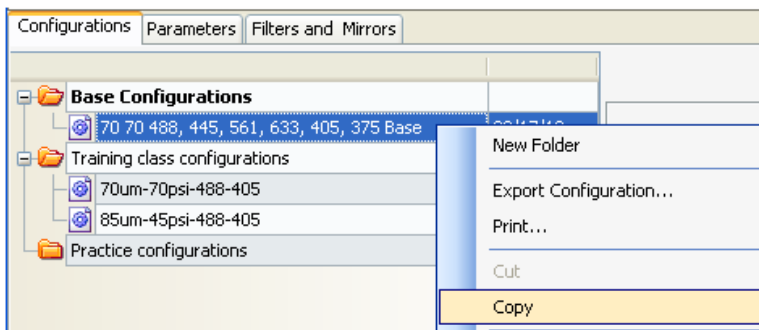 Configurations Parameters Filters and Mirrors
Base Configurations
70 70 488, 445, 561, 633, 405, 375 Base
Training class configurations
70um-70psi-488-405
85um-45psi-488-405
Practice configurations
New Folder
Export Configuration...
Print...
Cut
Copy